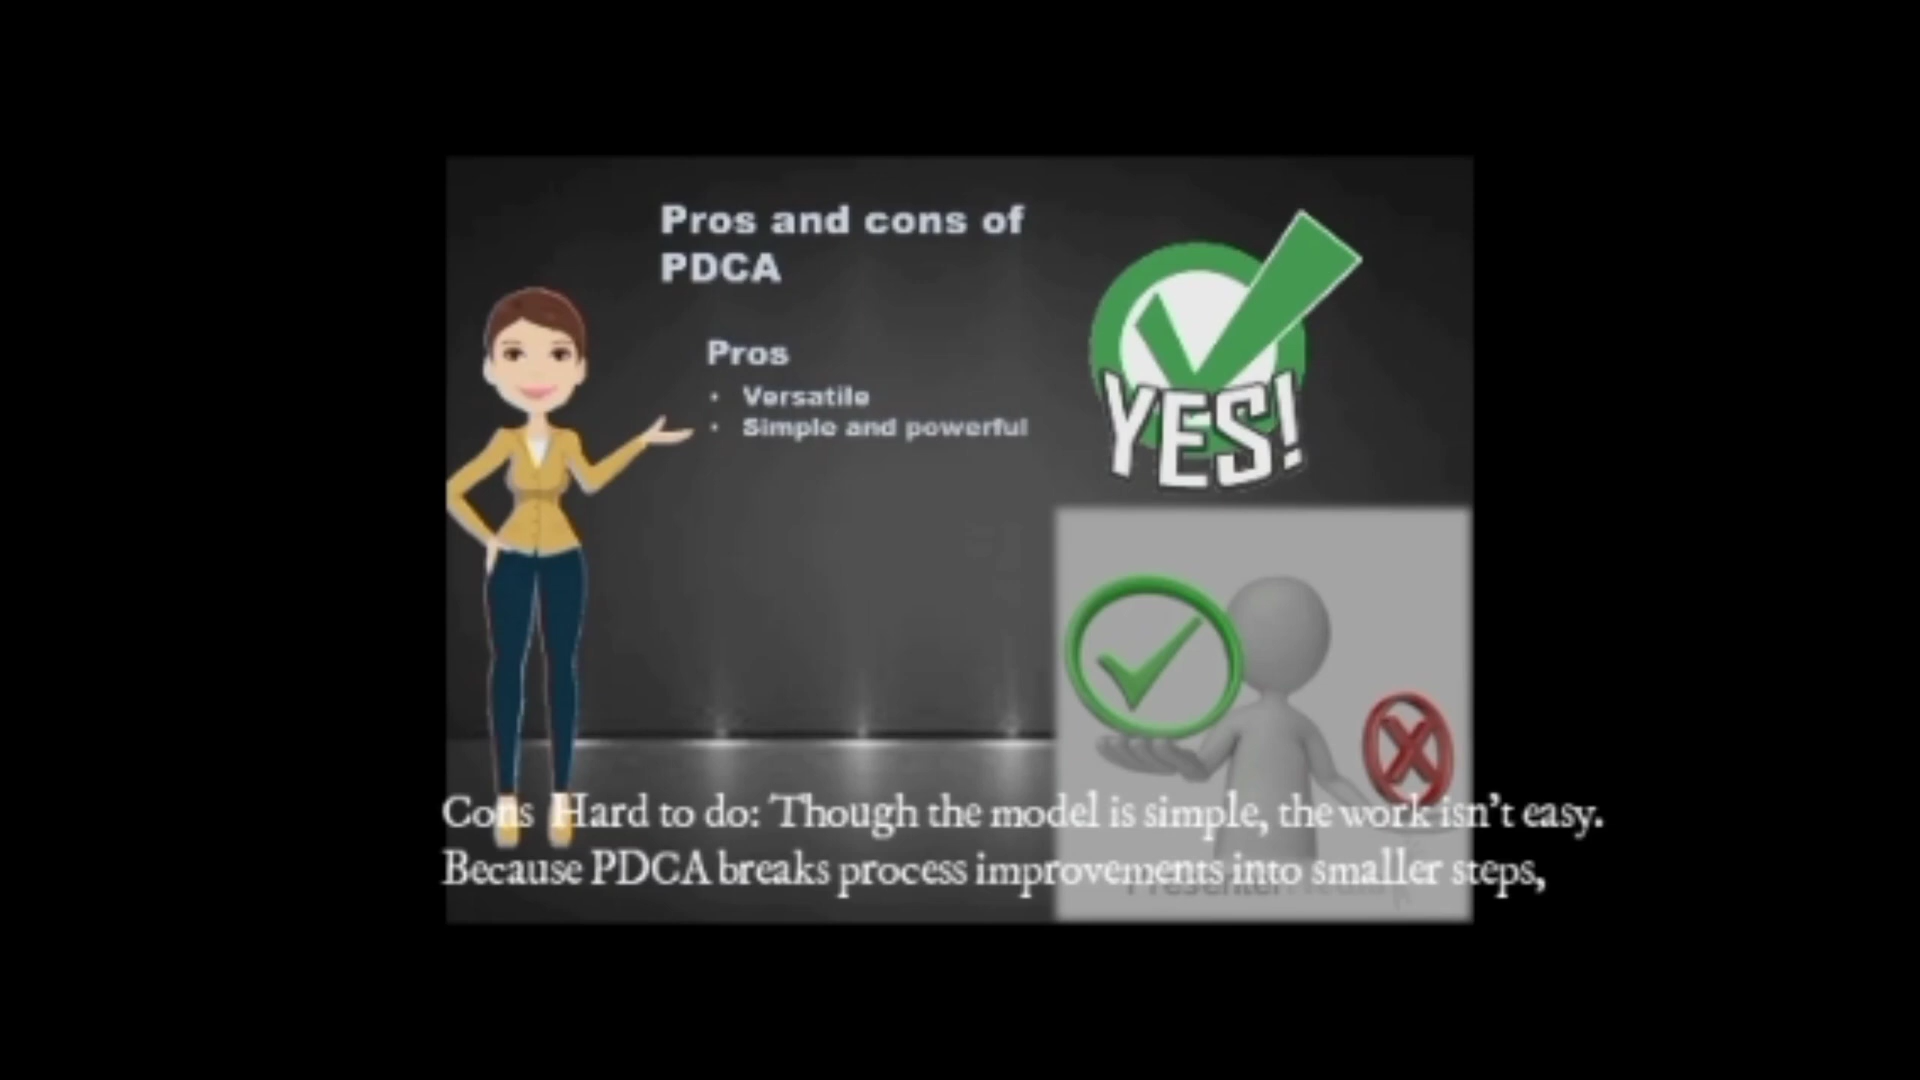 Pros and cons of
PDCA
Pros
• Versatile
• Simple and powerful
YES!
Cons Hard to do: Though the model is simple, the work isn't easy.
Because PDCA breaks process improvements into smaller steps,